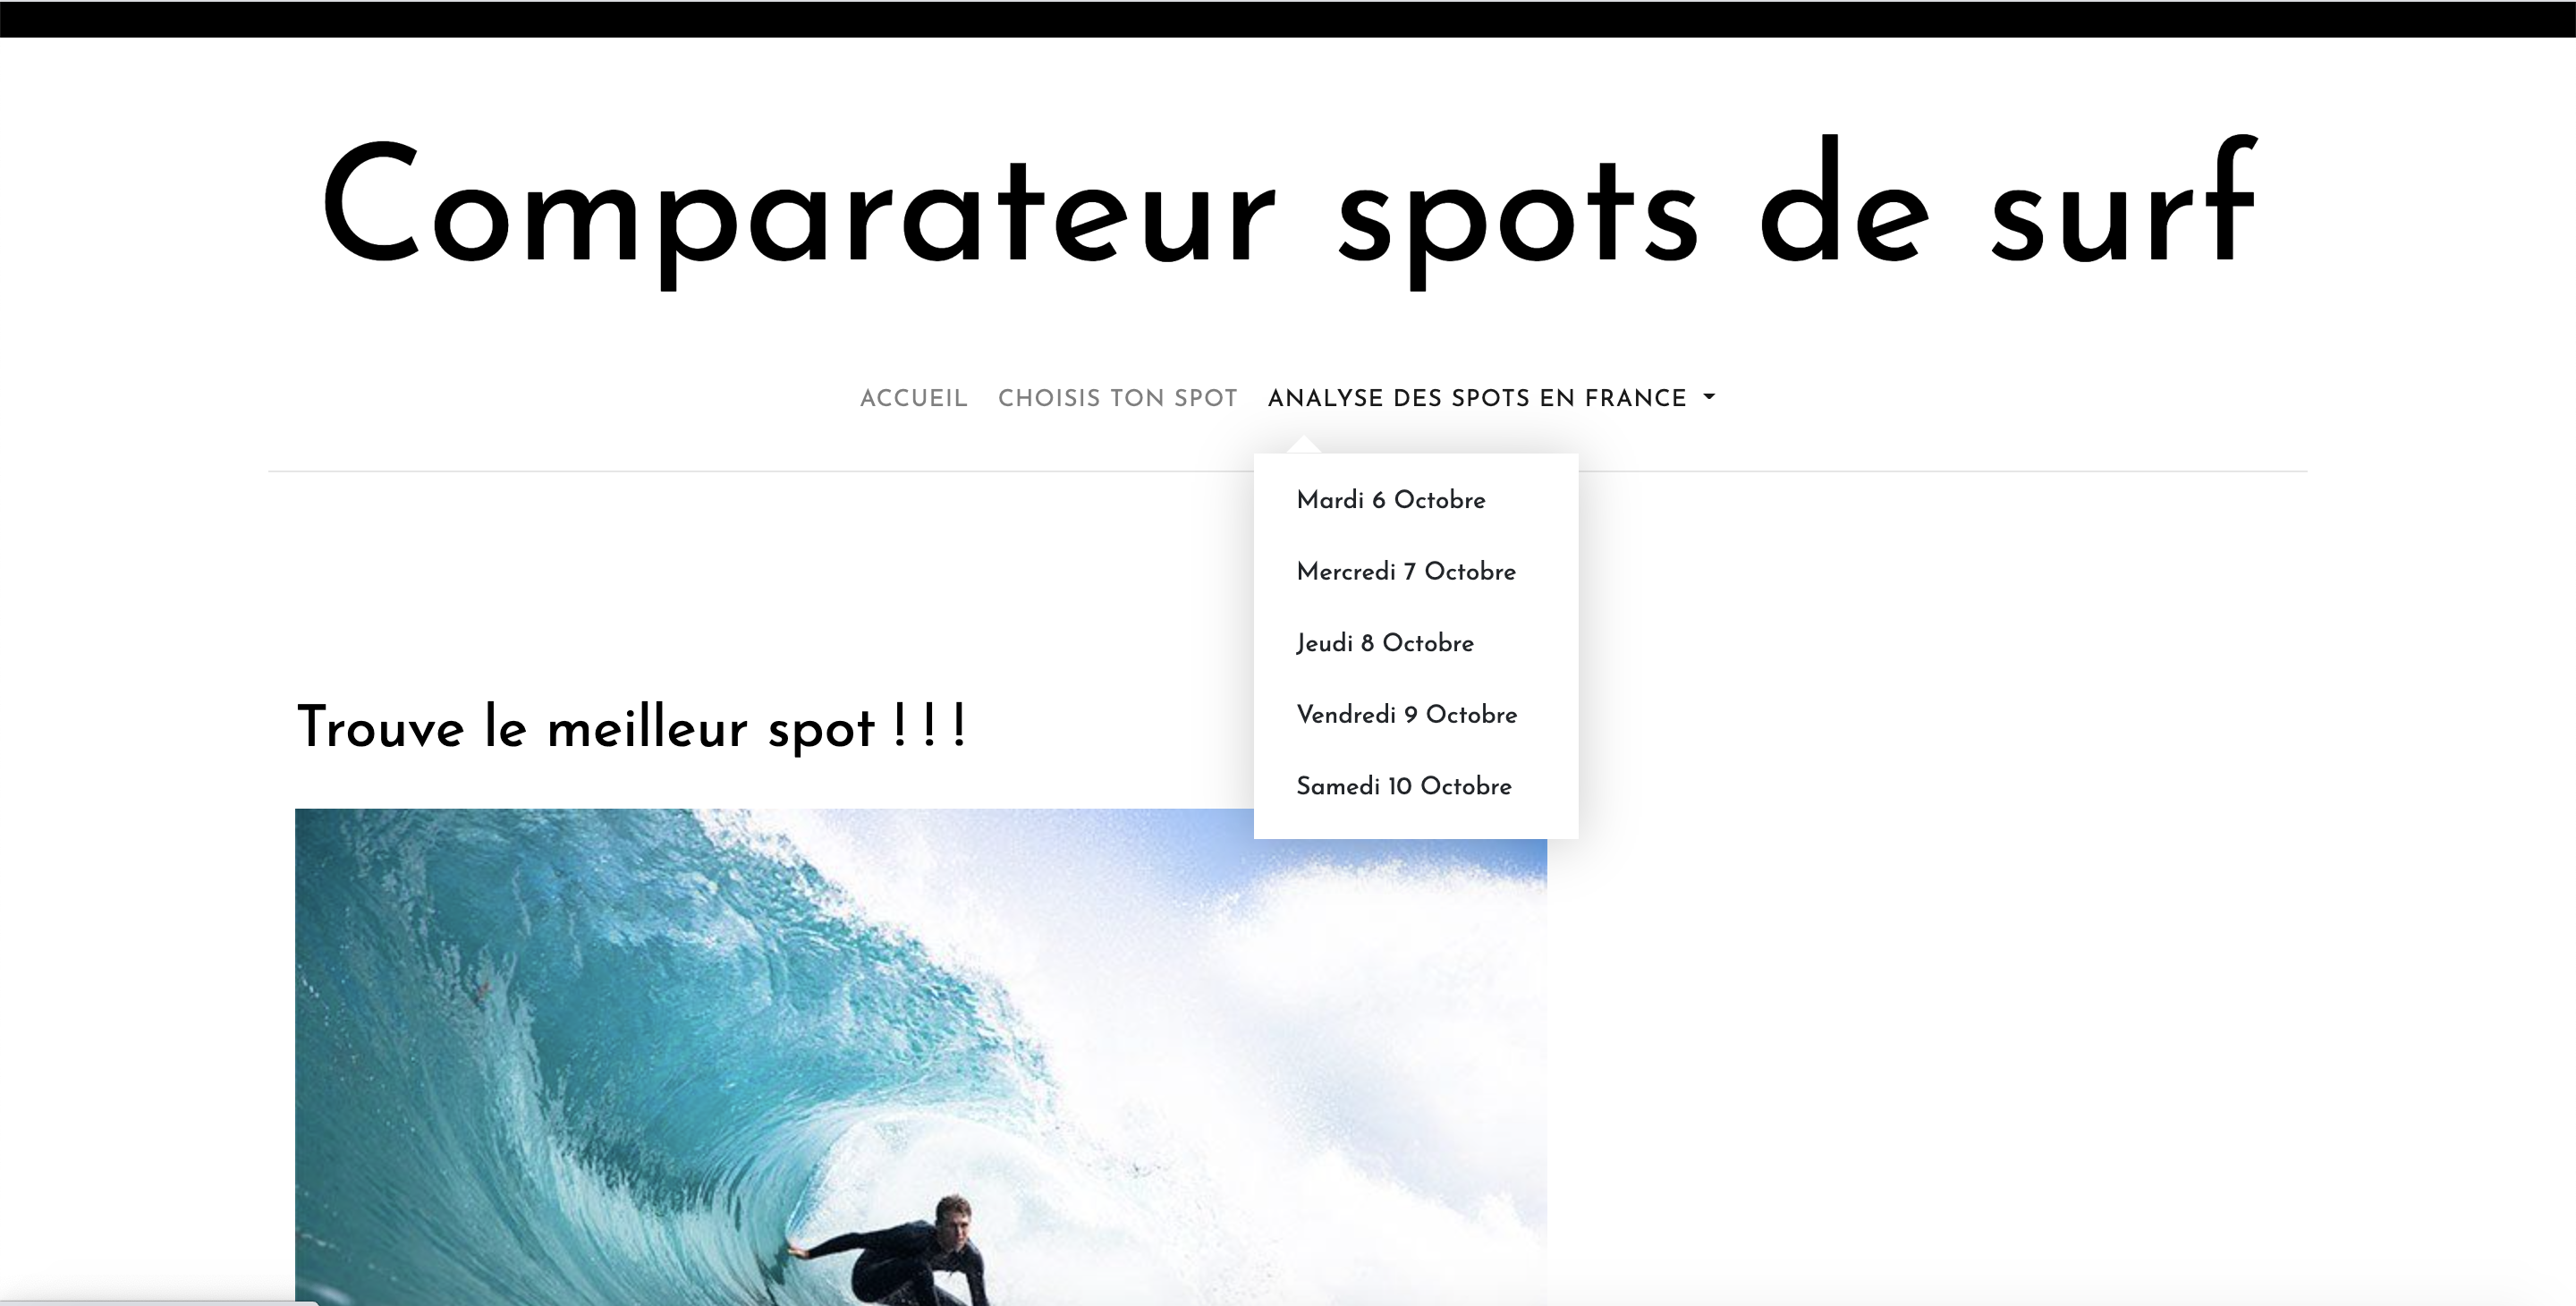 Comparateur spots de surf
ACCUEIL CHOISIS TON SPOT ANALYSE DES SPOTS EN FRANCE
Mardi 6 Octobre
Mercredi 7 Octobre
Jeudi 8 Octobre
Vendredi 9 Octobre
Samedi 10 Octobre
Trouve le meilleur spot ! ! !